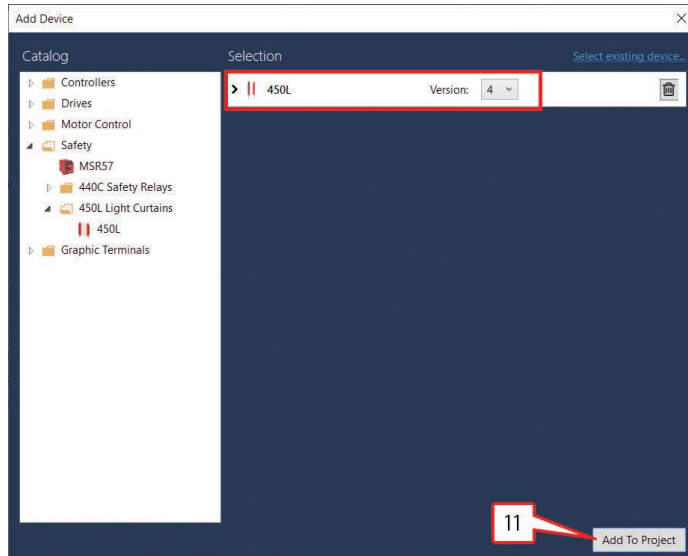 Add Device
Catalog
Selection
Select existing device...
Controllers
Drives
Motor Control
Safety
MSR57
440C Safety Relays
450L Light Curtains
450L
Graphic Terminals
450L Version: 4
11
Add To Project